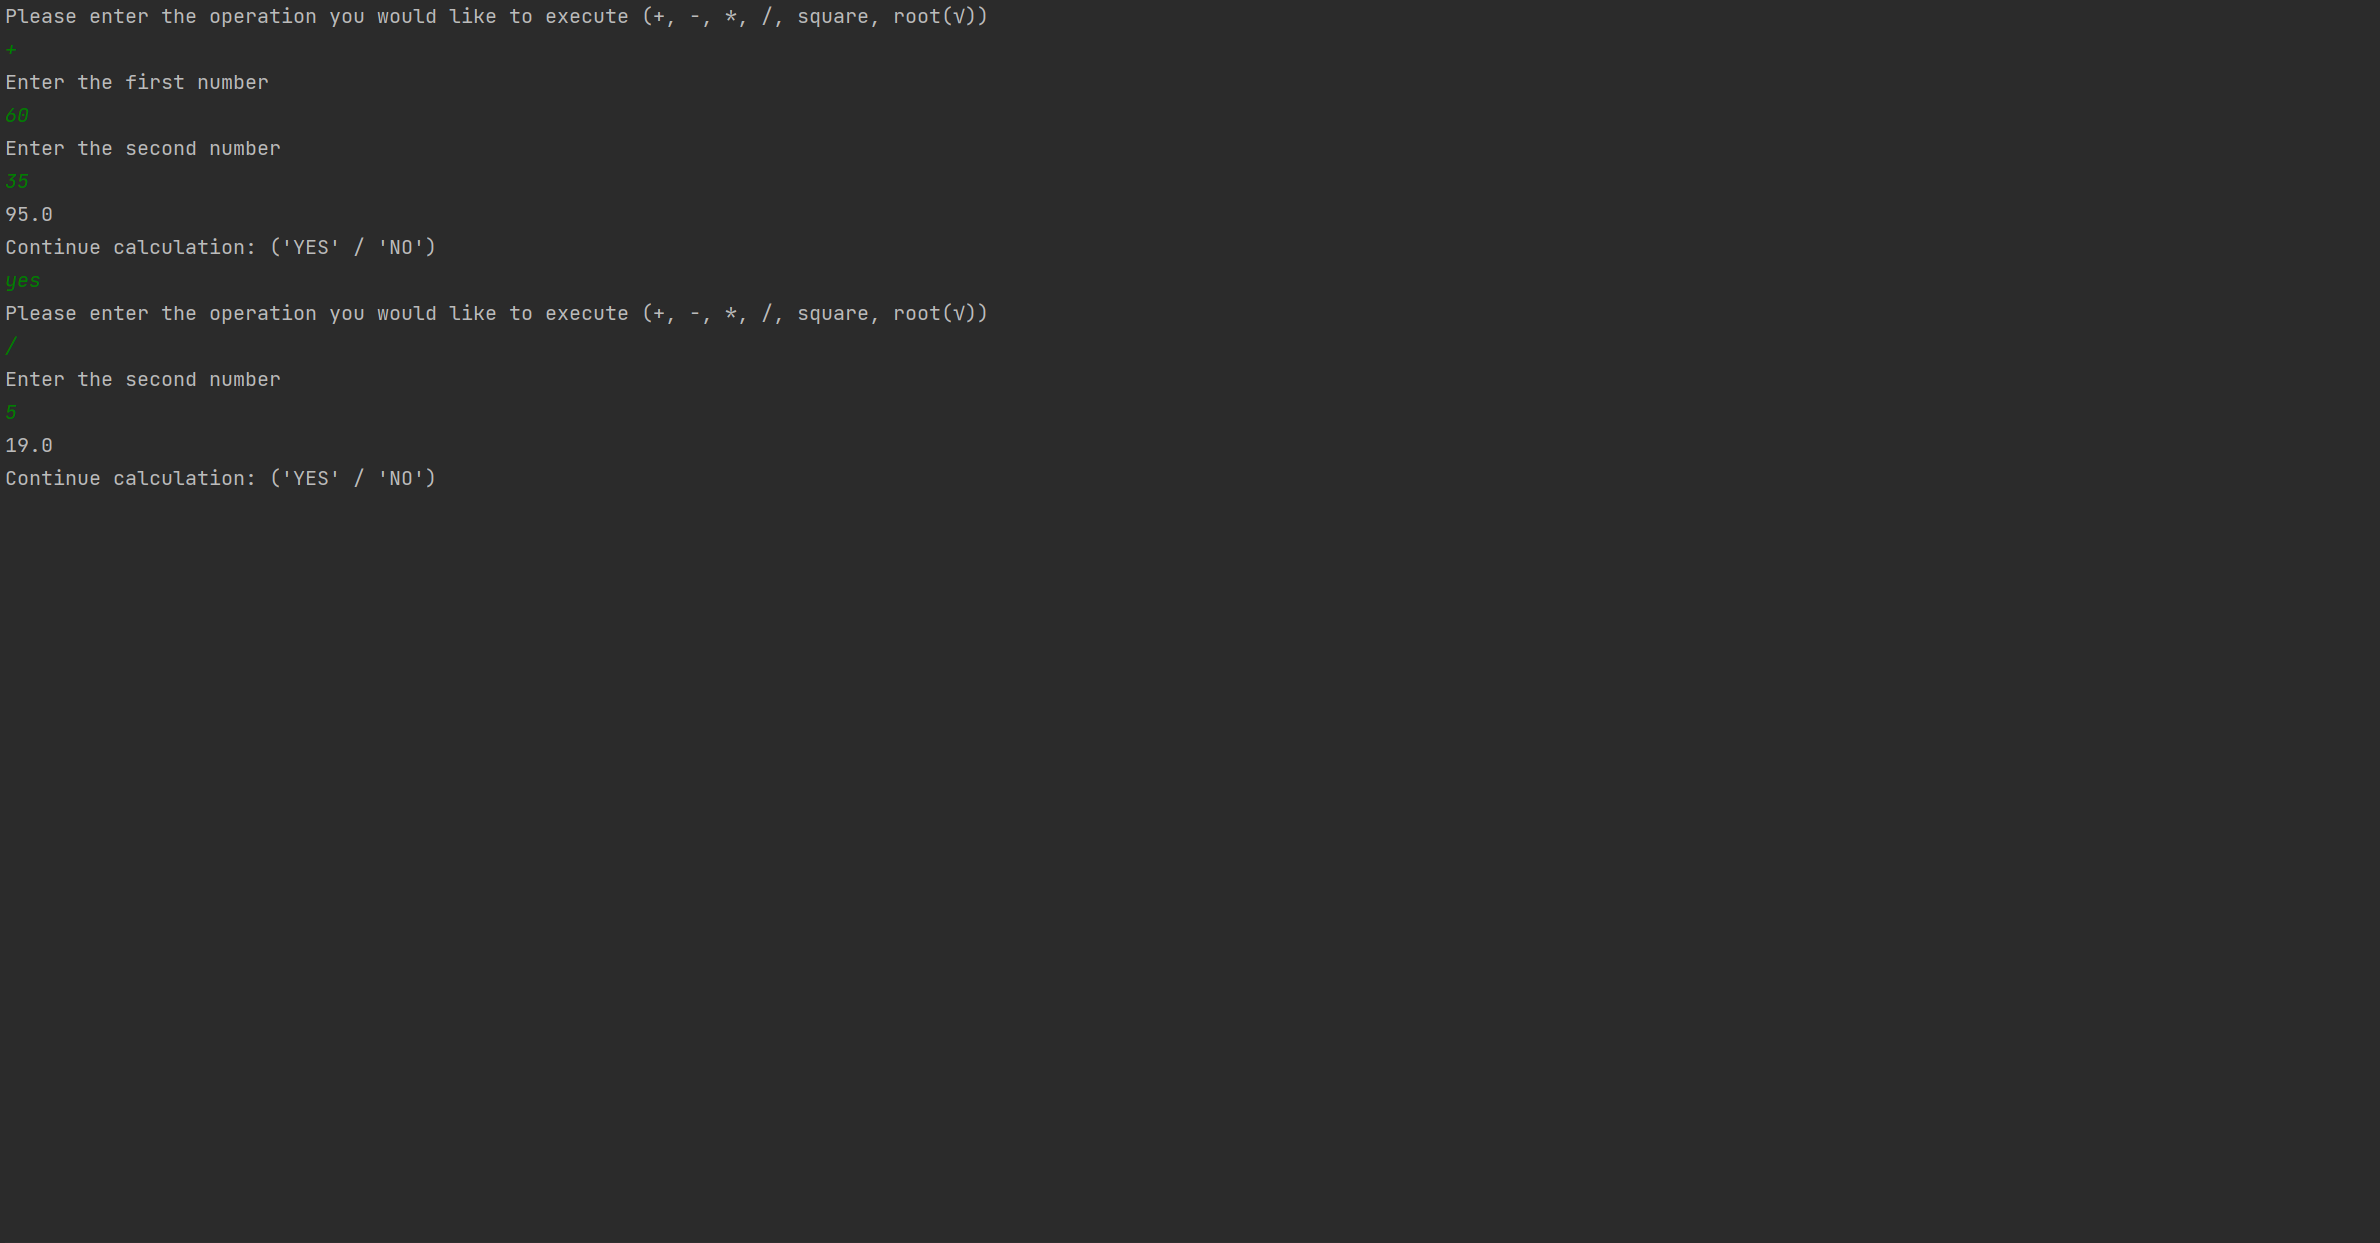 Please enter the operation you would like to execute (+, -, *, /, square, root(√))
+
Enter the first number
60
Enter the second number
35
95.0
Continue calculation: ('YES' / 'NO')
yes
Please enter the operation you would like to execute (+, -, *, /, square, root(√))
/
Enter the second number
5
19.0
Continue calculation: ('YES' / 'NO')